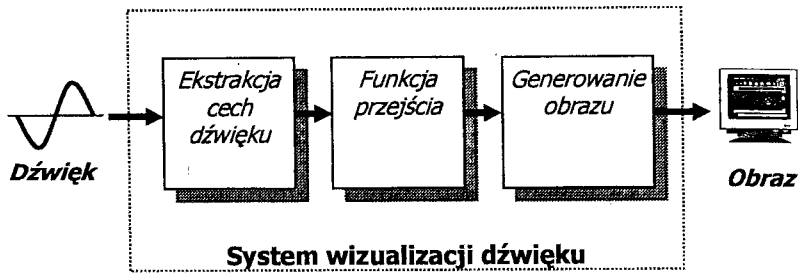 Ekstrakcja
cech
dźwięku
Funkcja
przejścia
Generowanie
obrazu
Dźwięk
Obraz
System wizualizacji dźwięku